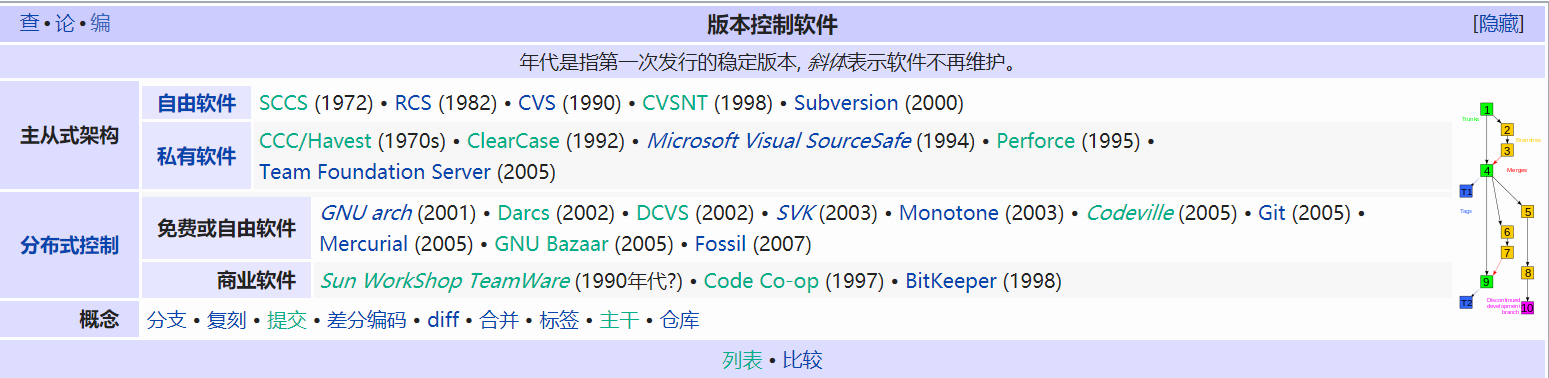 查 • 论 • 编 版本控制软件 [隐藏]
年代是指第一次发行的稳定版本, 斜体表示软件不再维护。
主从式架构
自由软件 SCCS (1972) • RCS (1982) • CVS (1990) • CVSNT (1998) • Subversion (2000)
私有软件 CCC/Havest (1970s) • ClearCase (1992) • Microsoft Visual SourceSafe (1994) • Perforce (1995) •
Team Foundation Server (2005)
分布式控制
免费或自由软件 GNU arch (2001) • Darcs (2002) • DCVS (2002) • SVK (2003) • Monotone (2003) • Codeville (2005) • Git (2005) •
Mercurial (2005) • GNU Bazaar (2005) • Fossil (2007)
商业软件 Sun WorkShop TeamWare (1990年代?) • Code Co-op (1997) • BitKeeper (1998)
概念 分支 • 复刻 • 提交 • 差分编码 • diff • 合并 • 标签 • 主干 • 仓库
列表 • 比较
1
2
3
Merges
4
T1
Tags
5
6
7
8
9
T2
Discontinued
development
branch
10